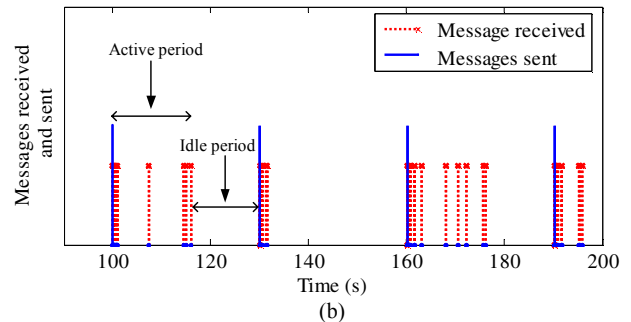 Messages received
and sent
Active period
Idle period
Message received
Messages sent
100
120
140
160
180
200
Time (s)
(b)